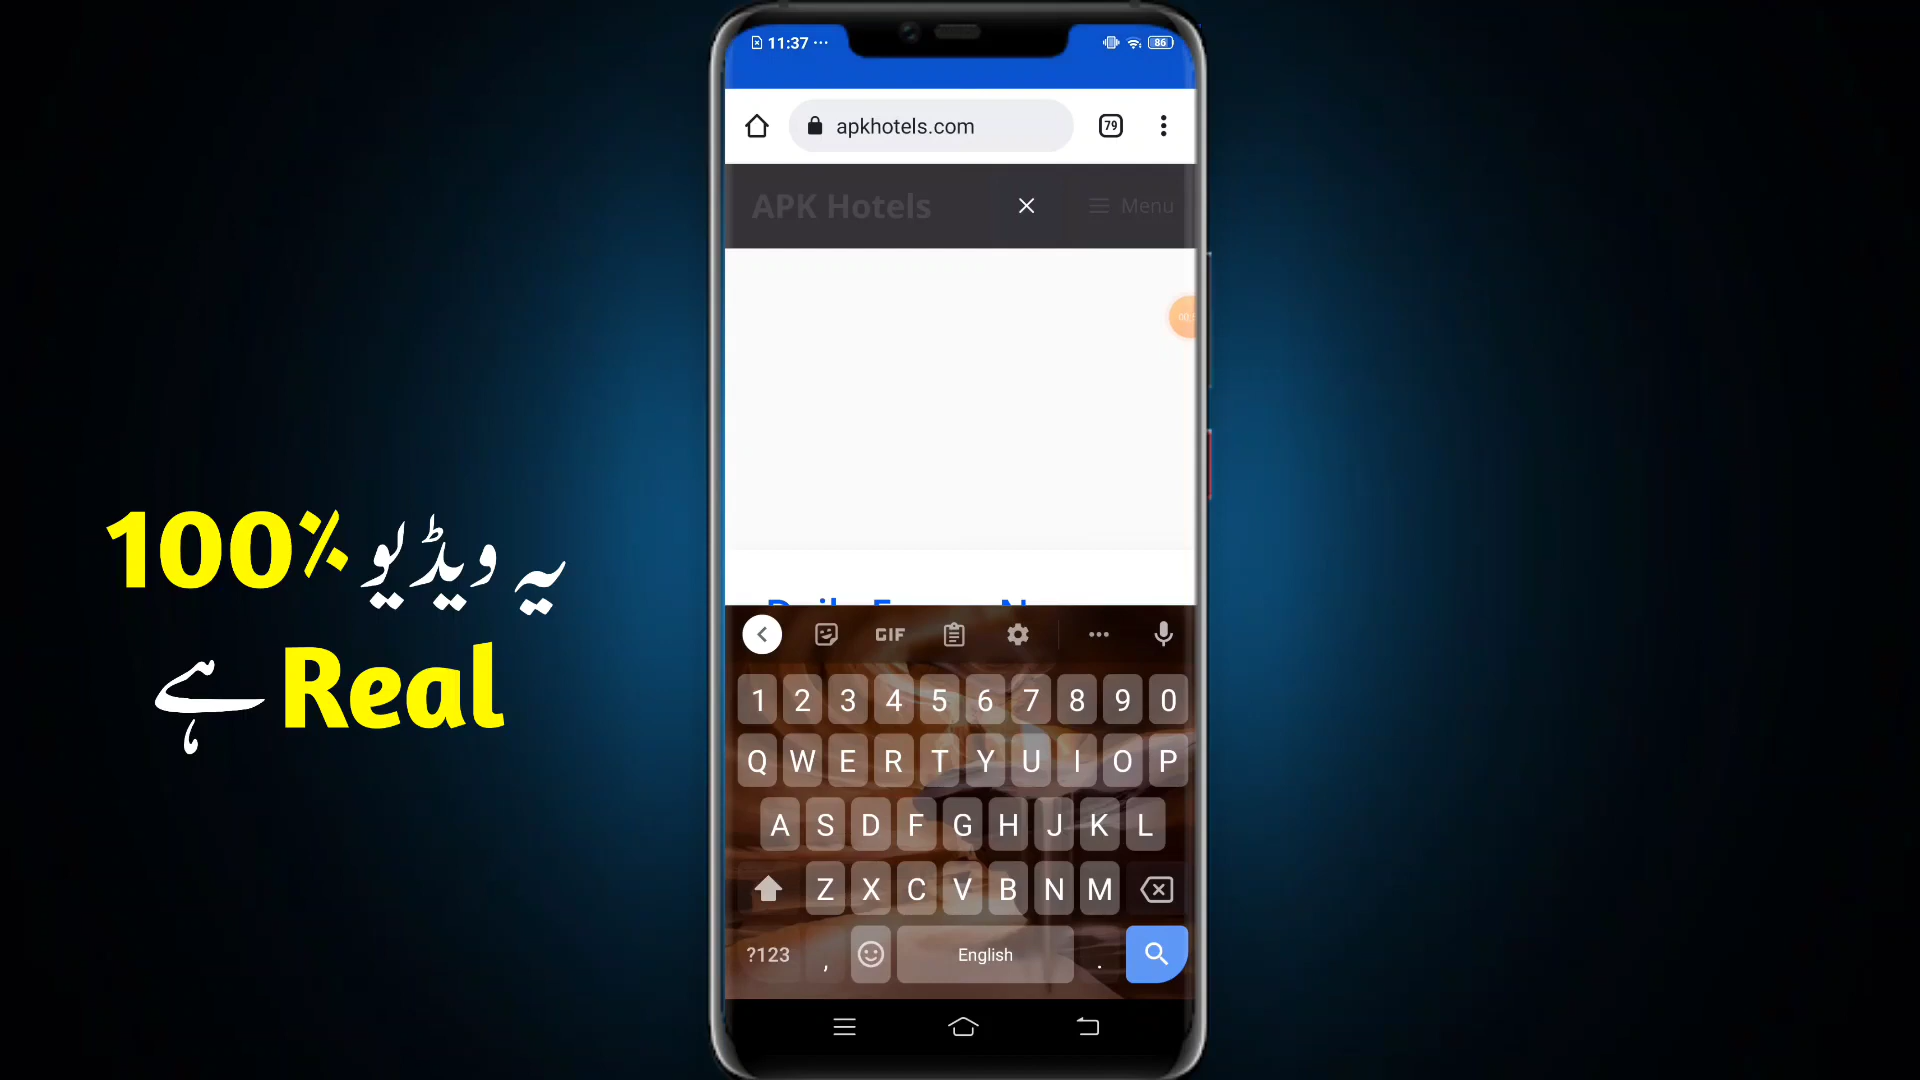 11:37 ...
86
apkhotels.com
79
APK Hotels
Menu
یہ ویڈیو 100%
Real ہے
GIF
1 2 3 4 5 6 7 8 9 0
Q W E R T Y U I O P
A S D F G H J K L
Z X C V B N M
?123 , English .